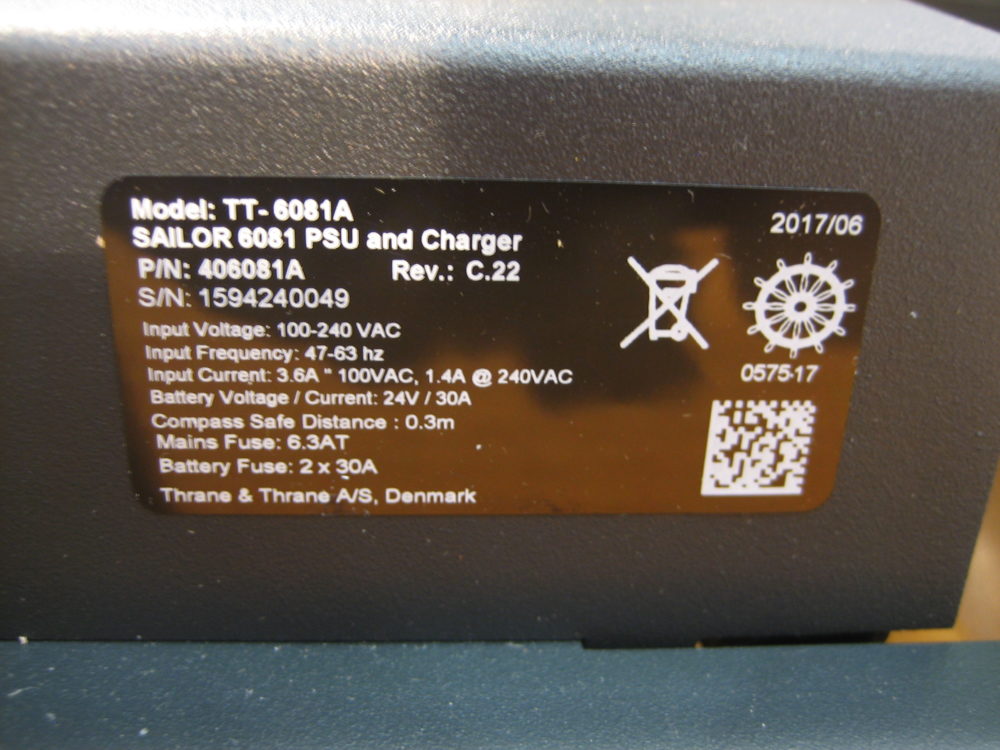 Model: TT- 6081A
2017/06
SAILOR 6081 PSU and Charger
P/N: 406081A Rev.: C.22
S/N: 1594240049
Input Voltage: 100-240 VAC
Input Frequency: 47-63 hz
Input Current: 3.6A " 100VAC, 1.4A @ 240VAC
0575-17
Battery Voltage / Current: 24V / 30A
Compass Safe Distance : 0.3m
Mains Fuse: 6.3AT
Battery Fuse: 2 x 30A
Thrane & Thrane A/S, Denmark